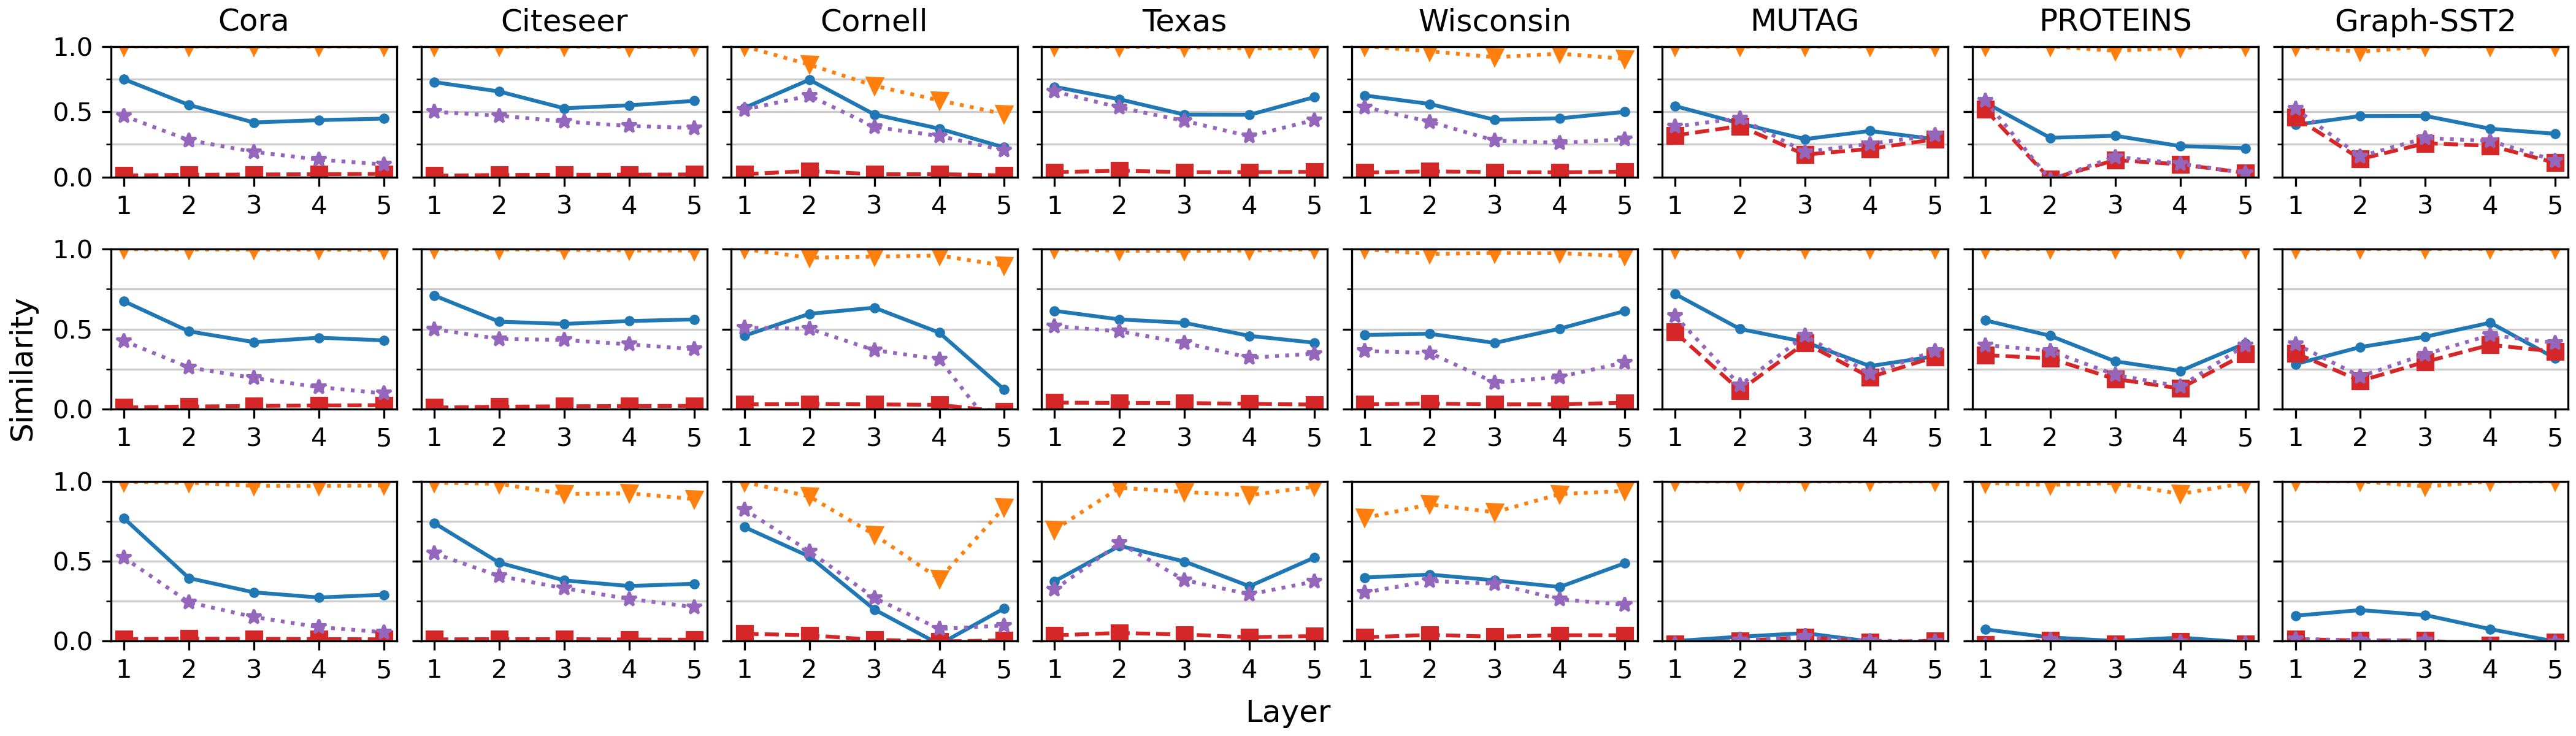 Cora Citeseer Cornell Texas Wisconsin MUTAG PROTEINS Graph-SST2
1.0
0.5
0.0
1 2 3 4 5 1 2 3 4 5 1 2 3 4 5 1 2 3 4 5 1 2 3 4 5 1 2 3 4 5 1 2 3 4 5 1 2 3 4 5
1.0
0.5
0.0
1 2 3 4 5 1 2 3 4 5 1 2 3 4 5 1 2 3 4 5 1 2 3 4 5 1 2 3 4 5 1 2 3 4 5 1 2 3 4 5
Similarity
1.0
0.5
0.0
1 2 3 4 5 1 2 3 4 5 1 2 3 4 5 1 2 3 4 5 1 2 3 4 5 1 2 3 4 5 1 2 3 4 5 1 2 3 4 5
Layer